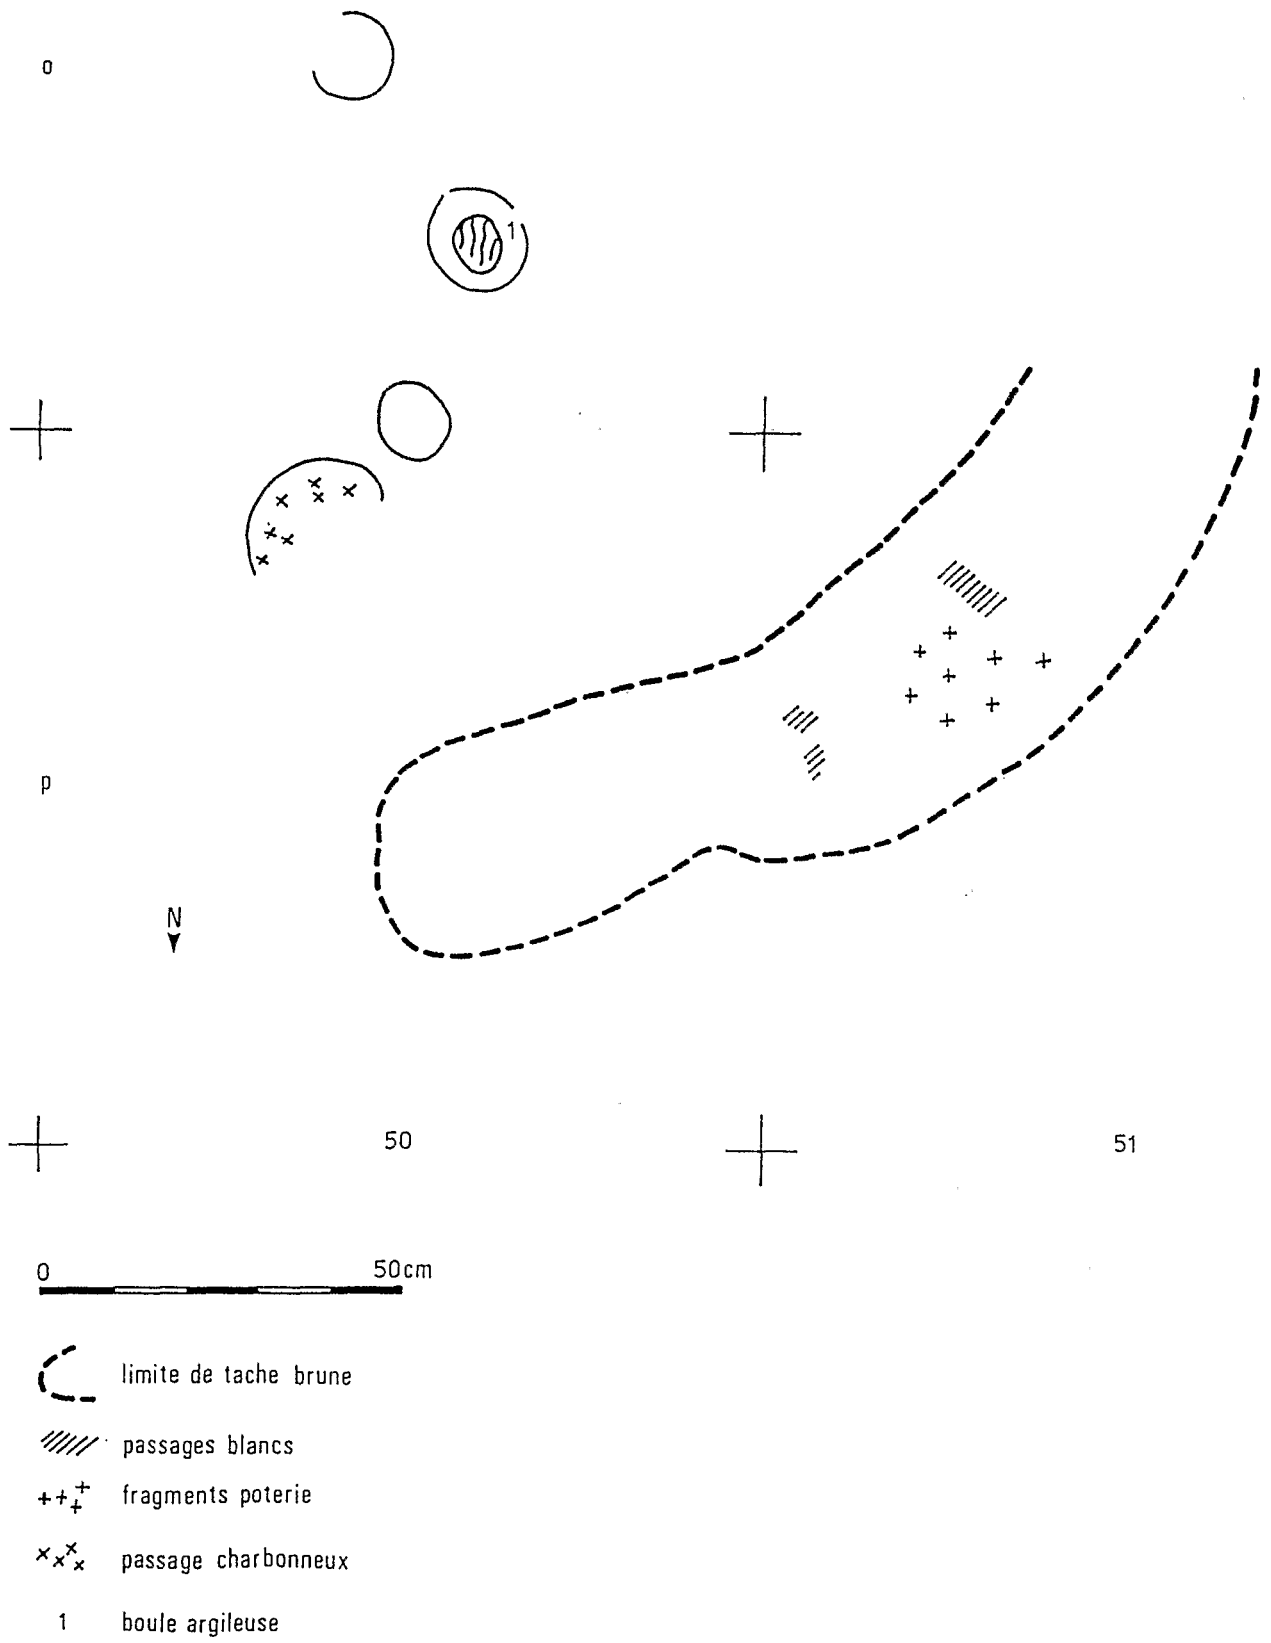 o
1
p
N
50
51
0 50cm
limite de tache brune
passages blancs
fragments poterie
passage charbonneux
1 boule argileuse